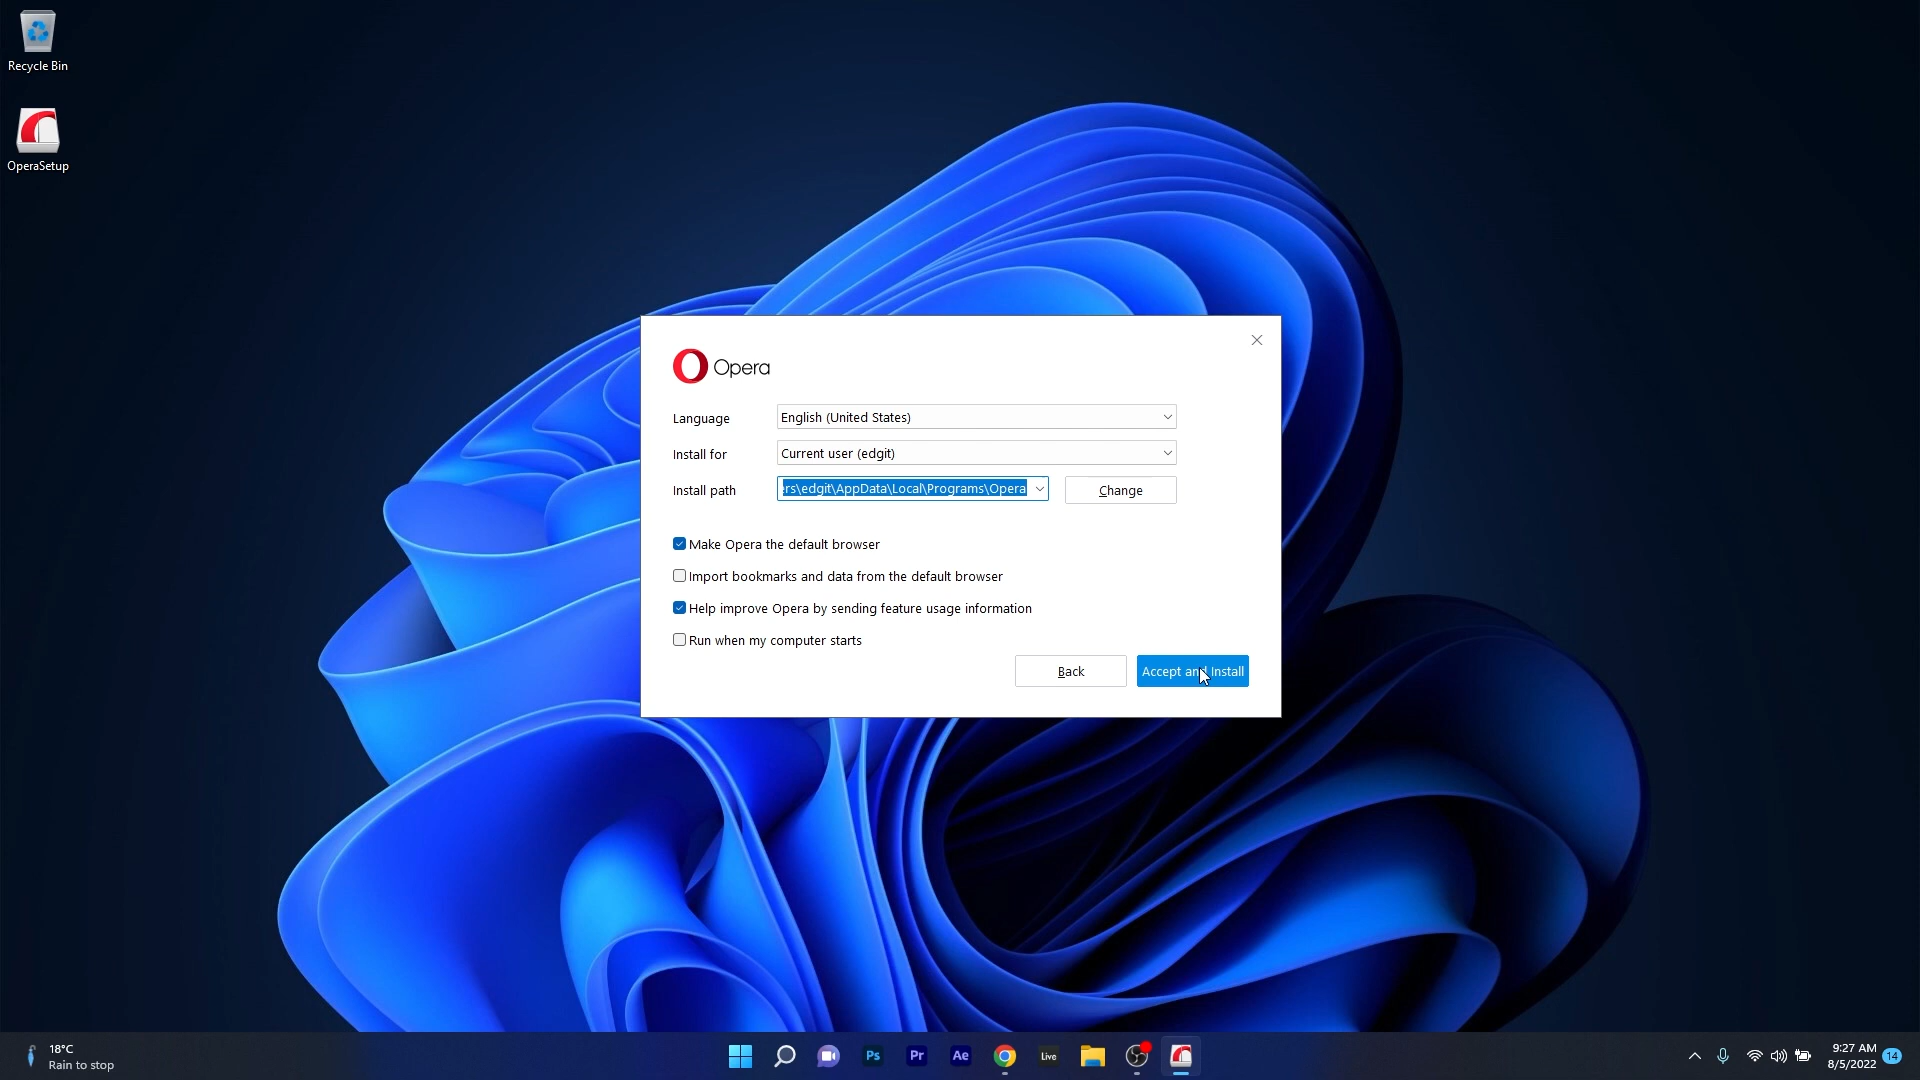 Recycle Bin
OperaSetup
Opera
Language
English (United States)
Install for
Current user (edgit)
Install path
rs\edgit\AppData\Local\Programs\Opera
Change
Make Opera the default browser
Import bookmarks and data from the default browser
Help improve Opera by sending feature usage information
Run when my computer starts
Back
Accept and Install
18°C
Rain to stop
Ps
Pr
Ae
Live
9:27 AM
8/5/2022
14